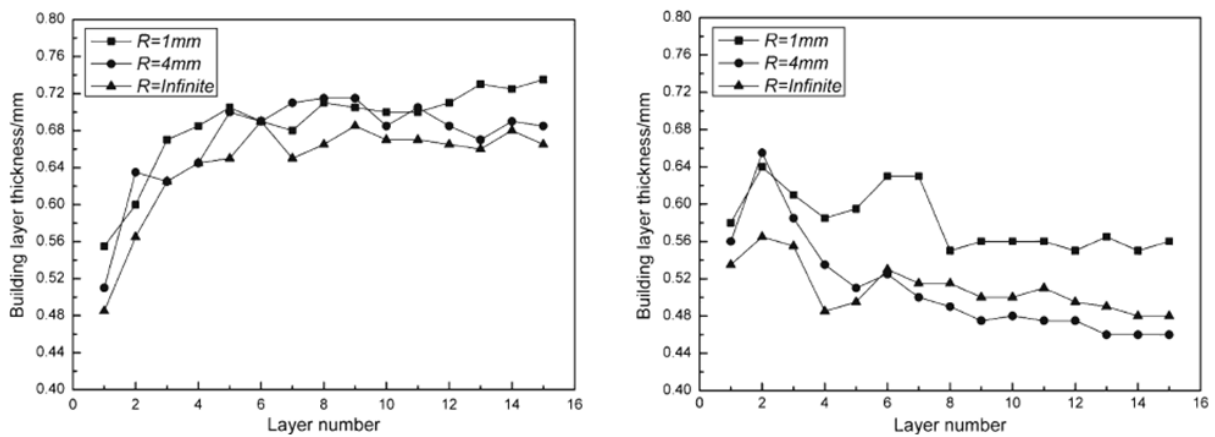 0.80
0.76
0.72
0.68
0.64
0.60
0.56
0.52
0.48
0.44
0.40
Building layer thickness/mm
R=1mm
R=4mm
R=Infinite
0 2 4 6 8 10 12 14 16
Layer number
0.80
0.76
0.72
0.68
0.64
0.60
0.56
0.52
0.48
0.44
0.40
Building layer thickness/mm
R=1mm
R=4mm
R=Infinite
0 2 4 6 8 10 12 14 16
Layer number